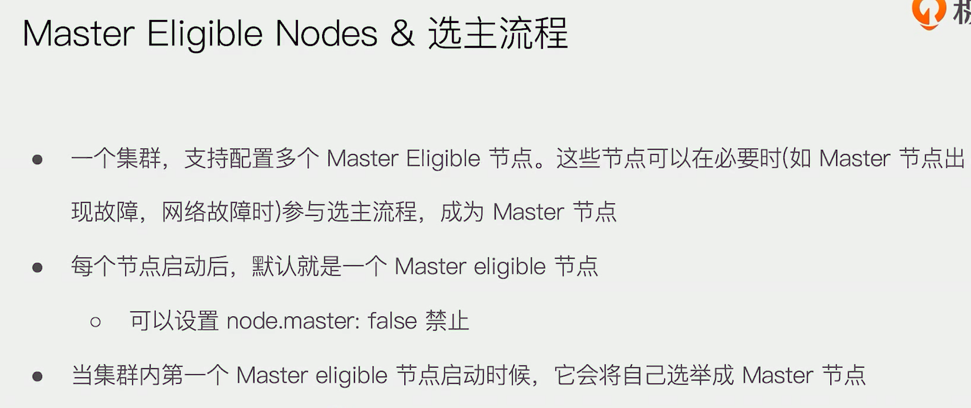 Master Eligible Nodes & 选主流程
● 一个集群，支持配置多个 Master Eligible 节点。这些节点可以在必要时(如 Master 节点出
现故障，网络故障时)参与选主流程，成为 Master 节点
● 每个节点启动后，默认就是一个 Master eligible 节点
○ 可以设置 node.master: false 禁止
● 当集群内第一个 Master eligible 节点启动时候，它会将自己选举成 Master 节点